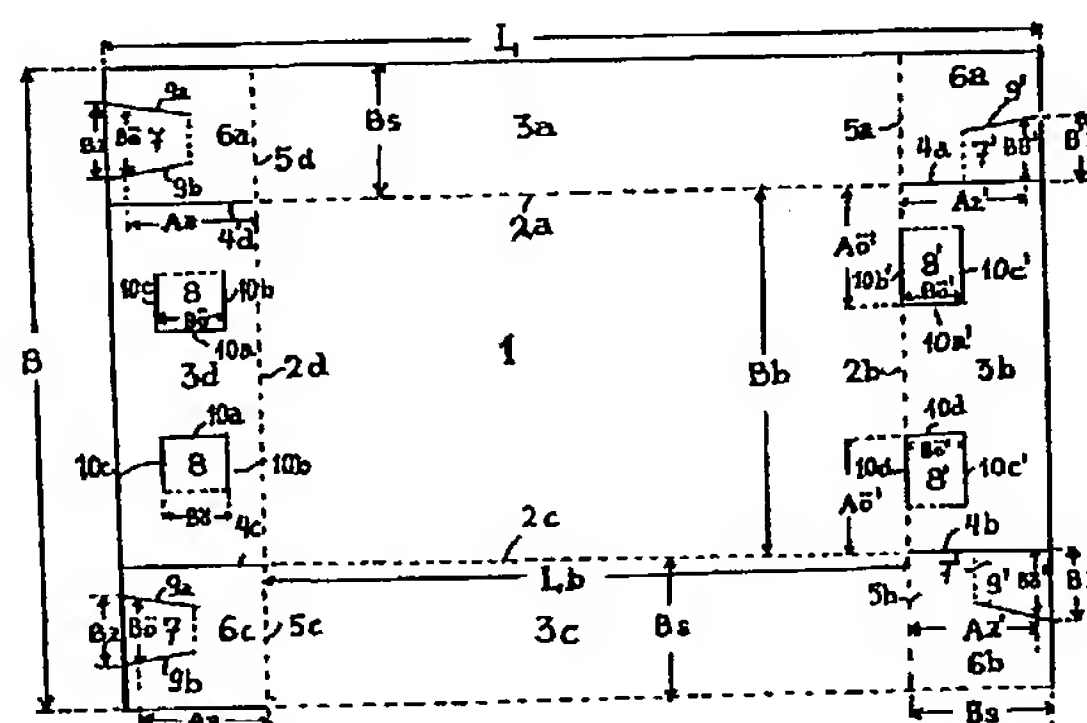 L
9a 6a 9'
Bs 3a
Bz Bö 7 6a 5a 4a 7' Bö
5d
9b
Az Az'
4d 2a
Aö'
10c 8 10b 10b' 8' 10c'
Bö Bö'
10a 10a'
B 3d 2d 1 Bb 2b 3b
10a 10d
Bö'
10c 8 10b 10d 8' 10c'
Aö'
Bö
4c 2c 4b
Lb 7' Bö
9a 9'
5b
Bz Bö 7 6c 5c 3c Bs Az'
9b 6b
Az Bs